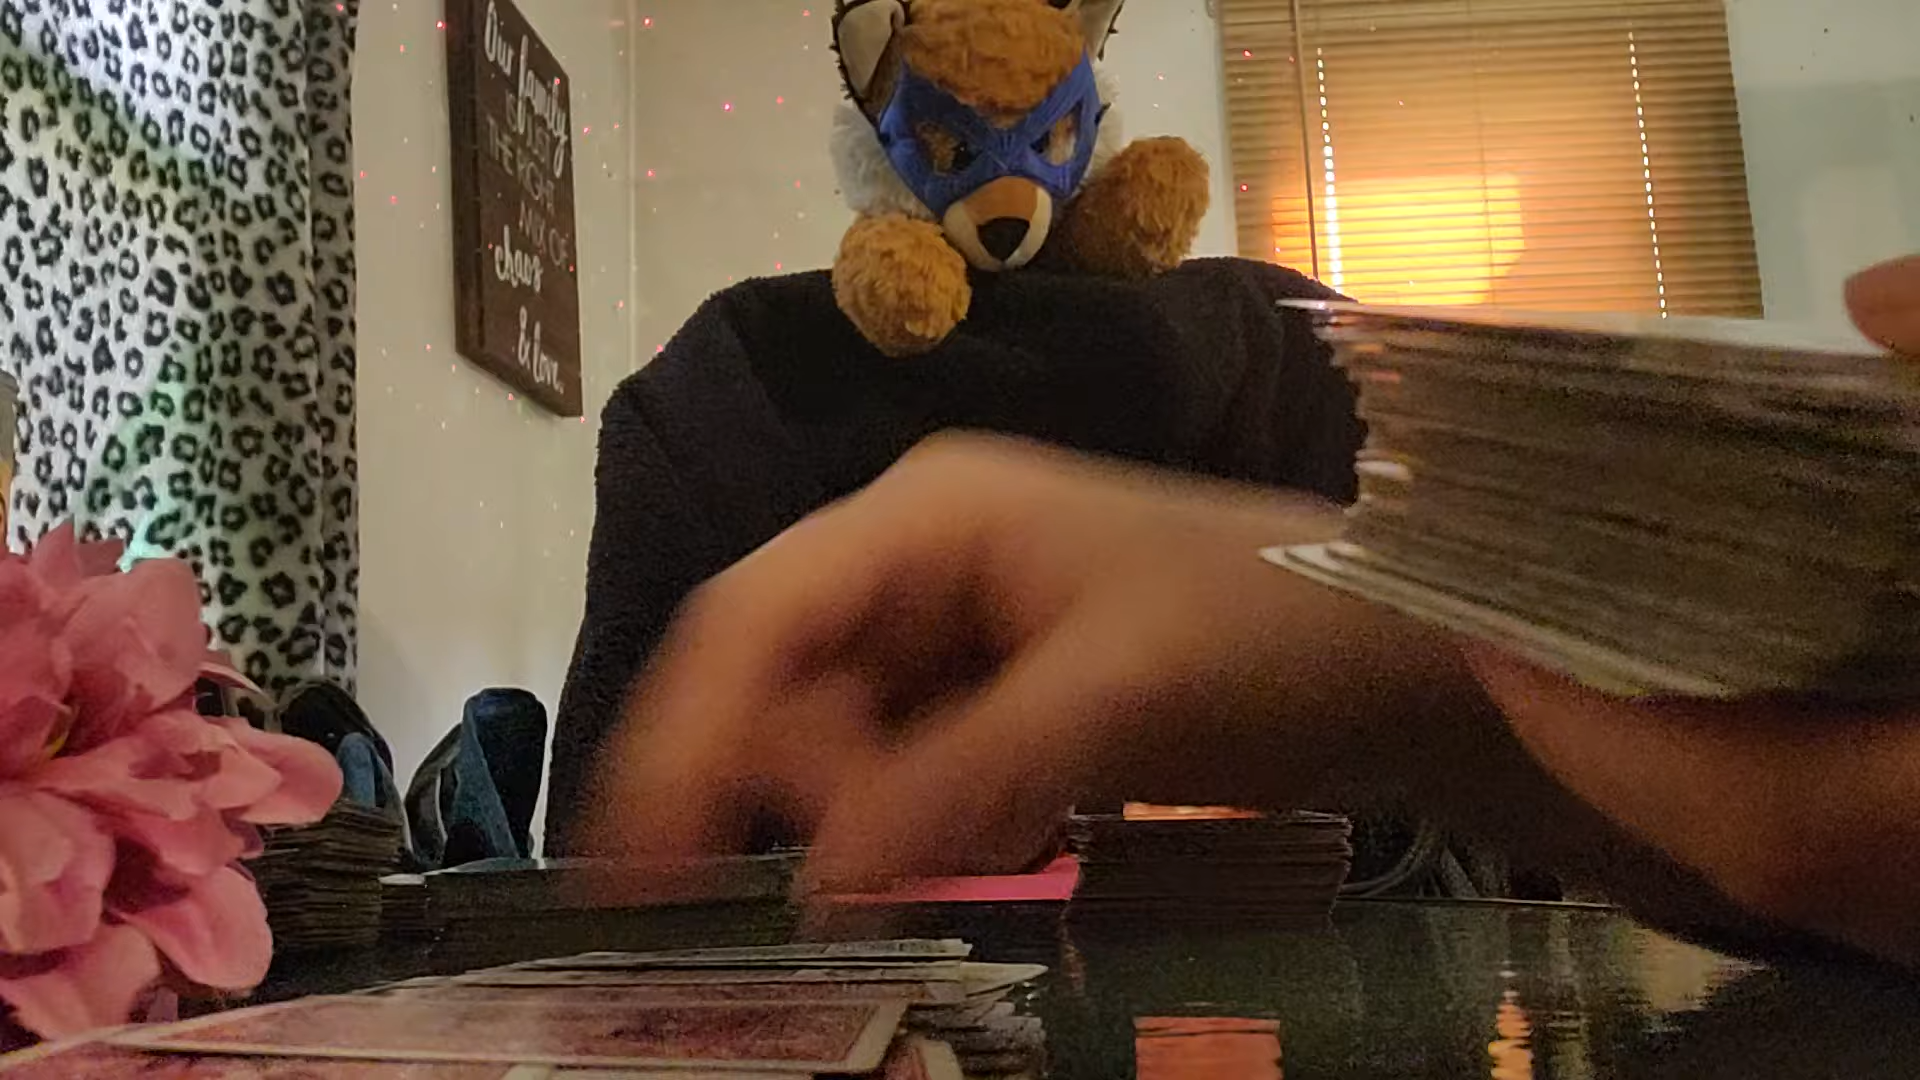 Our family
IS JUST
THE RIGHT
MIX OF
chaos
& love.